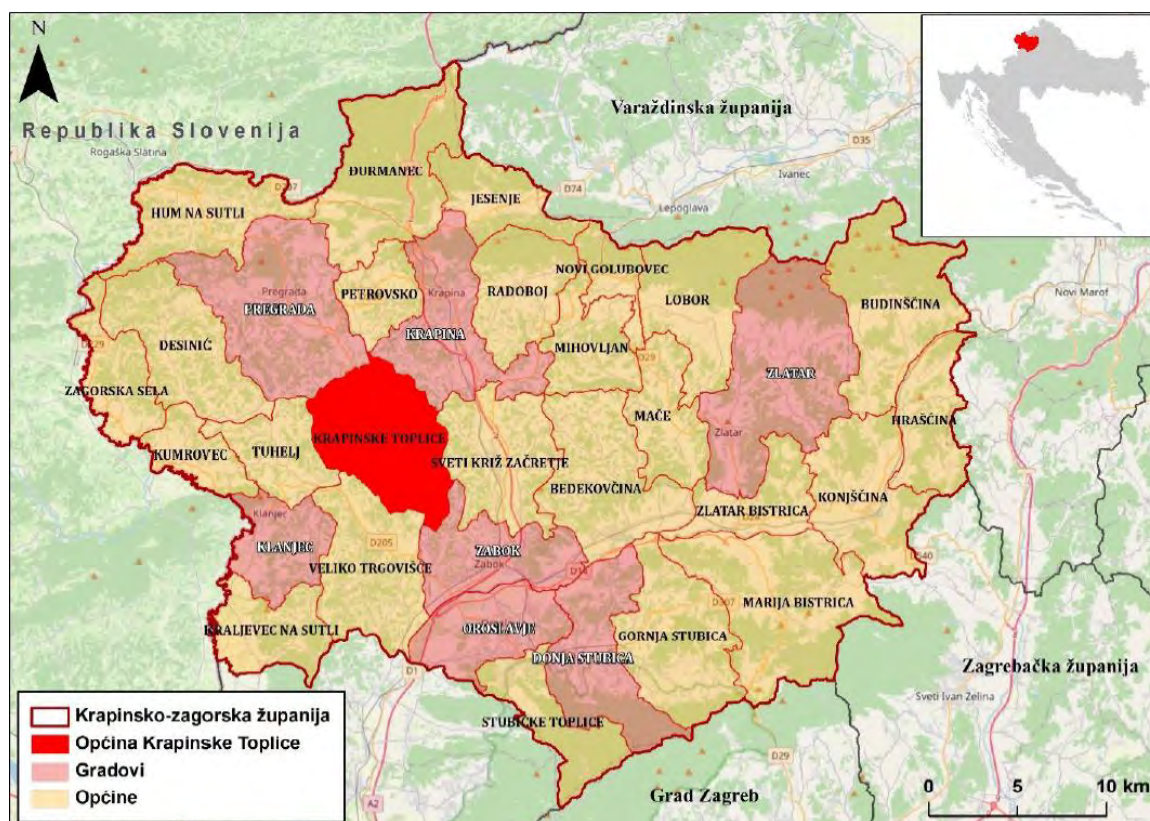 N
Varaždinska županija
Republika Slovenija
Rogaška Slatina
D35
Ivanec
ĐURMANEC
D207
D74
JESENJE
Lepoglava
HUM NA SUTLI
NOVI GOLUBOVEC
Pregrada
PETROVSKO
Krapina
RADOBOJ
LOBOR
BUDINŠČINA
Novi Marof
PREGRADA
KRAPINA
DESINIĆ
MIHOVLJAN
D29
ZLATAR
ZAGORSKA SELA
MAČE
HRAŠĆINA
Zlatar
KRAPINSKE TOPLICE
TUHELJ
KUMROVEC
SVETI KRIŽ ZAČRETJE
BEDEKOVČINA
KONJŠČINA
ZLATAR BISTRICA
Klanjec
KLANJEC
D205
ZABOK
Zabok
VELIKO TRGOVIŠĆE
MARIJA BISTRICA
D307
KRALJEVEC NA SUTLI
OROSLAVJE
GORNJA STUBICA
DONJA STUBICA
D1
Zagrebačka županija
Sveti Ivan Zelina
STUBIČKE TOPLICE
D29
Grad Zagreb
A2
Krapinsko-zagorska županija
Općina Krapinske Toplice
Gradovi
Općine
0 5 10 km